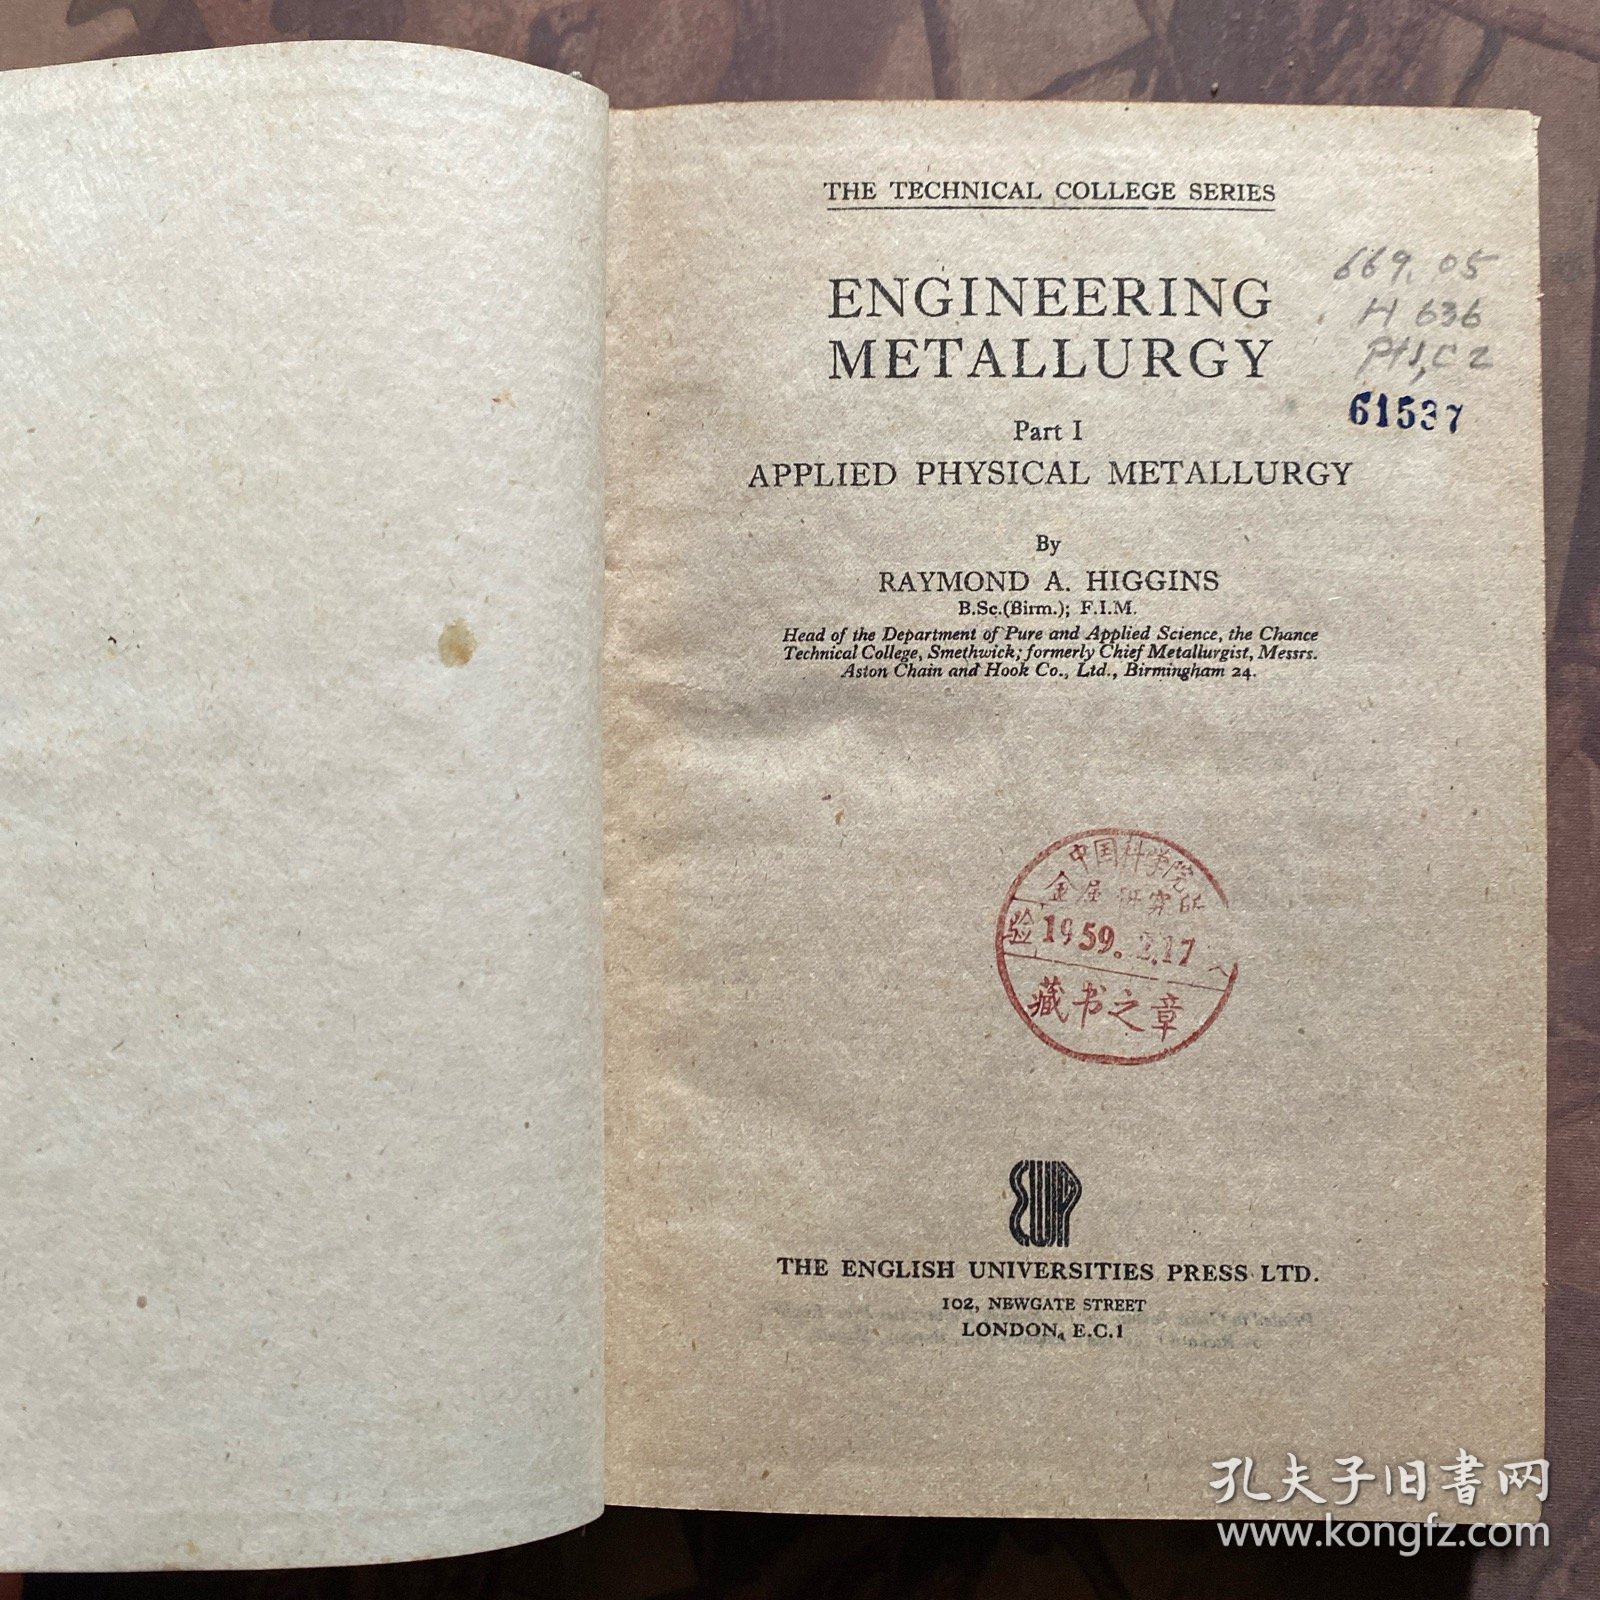 THE TECHNICAL COLLEGE SERIES
ENGINEERING
METALLURGY
669.05
H 636
Pt1, C2
61537
Part I
APPLIED PHYSICAL METALLURGY
By
RAYMOND A. HIGGINS
B.Sc.(Birm.); F.I.M.
Head of the Department of Pure and Applied Science, the Chance
Technical College, Smethwick; formerly Chief Metallurgist, Messrs.
Aston Chain and Hook Co., Ltd., Birmingham 24.
中国科学院
金属研究所
验 1959. 2.17
藏书之章
EUP
THE ENGLISH UNIVERSITIES PRESS LTD.
102, NEWGATE STREET
LONDON, E.C.1
孔夫子旧书网
www.kongfz.com